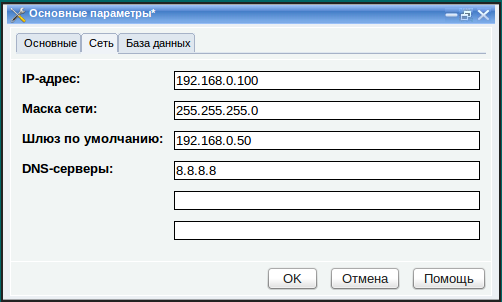 Основные параметры*
Основные Сеть База данных
IP-адрес: 192.168.0.100
Маска сети: 255.255.255.0
Шлюз по умолчанию: 192.168.0.50
DNS-серверы: 8.8.8.8
OK Отмена Помощь